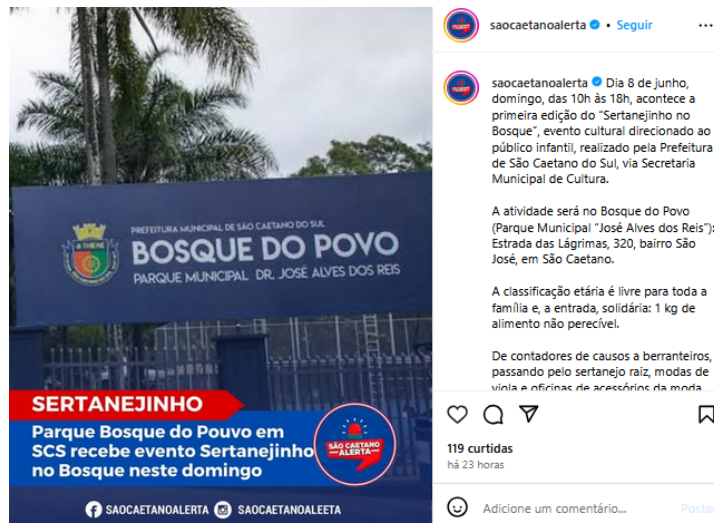 PREFEITURA MUNICIPAL DE SÃO CAETANO DO SUL
BOSQUE DO POVO
PARQUE MUNICIPAL DR. JOSÉ ALVES DOS REIS
SERTANEJINHO
Parque Bosque do Pouvo em
SCS recebe evento Sertanejinho
no Bosque neste domingo
SÃO CAETANO
ALERTA
SAOCAETANOALERTA SAOCAETANOALEETA
saocaetanoalerta • Seguir
saocaetanoalerta Dia 8 de junho,
domingo, das 10h às 18h, acontece a
primeira edição do “Sertanejinho no
Bosque”, evento cultural direcionado ao
público infantil, realizado pela Prefeitura
de São Caetano do Sul, via Secretaria
Municipal de Cultura.
A atividade será no Bosque do Povo
(Parque Municipal “José Alves dos Reis”):
Estrada das Lágrimas, 320, bairro São
José, em São Caetano.
A classificação etária é livre para toda a
família e, a entrada, solidária: 1 kg de
alimento não perecível.
De contadores de causos a berranteiros,
passando pelo sertanejo raiz, modas de
viola e oficinas de acessórios da moda
119 curtidas
há 23 horas
Adicione um comentário...
Postar